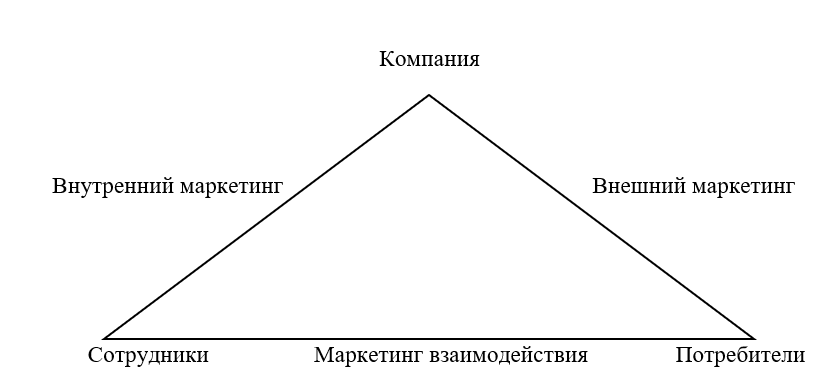 Компания
Внутренний маркетинг
Внешний маркетинг
Сотрудники
Маркетинг взаимодействия
Потребители